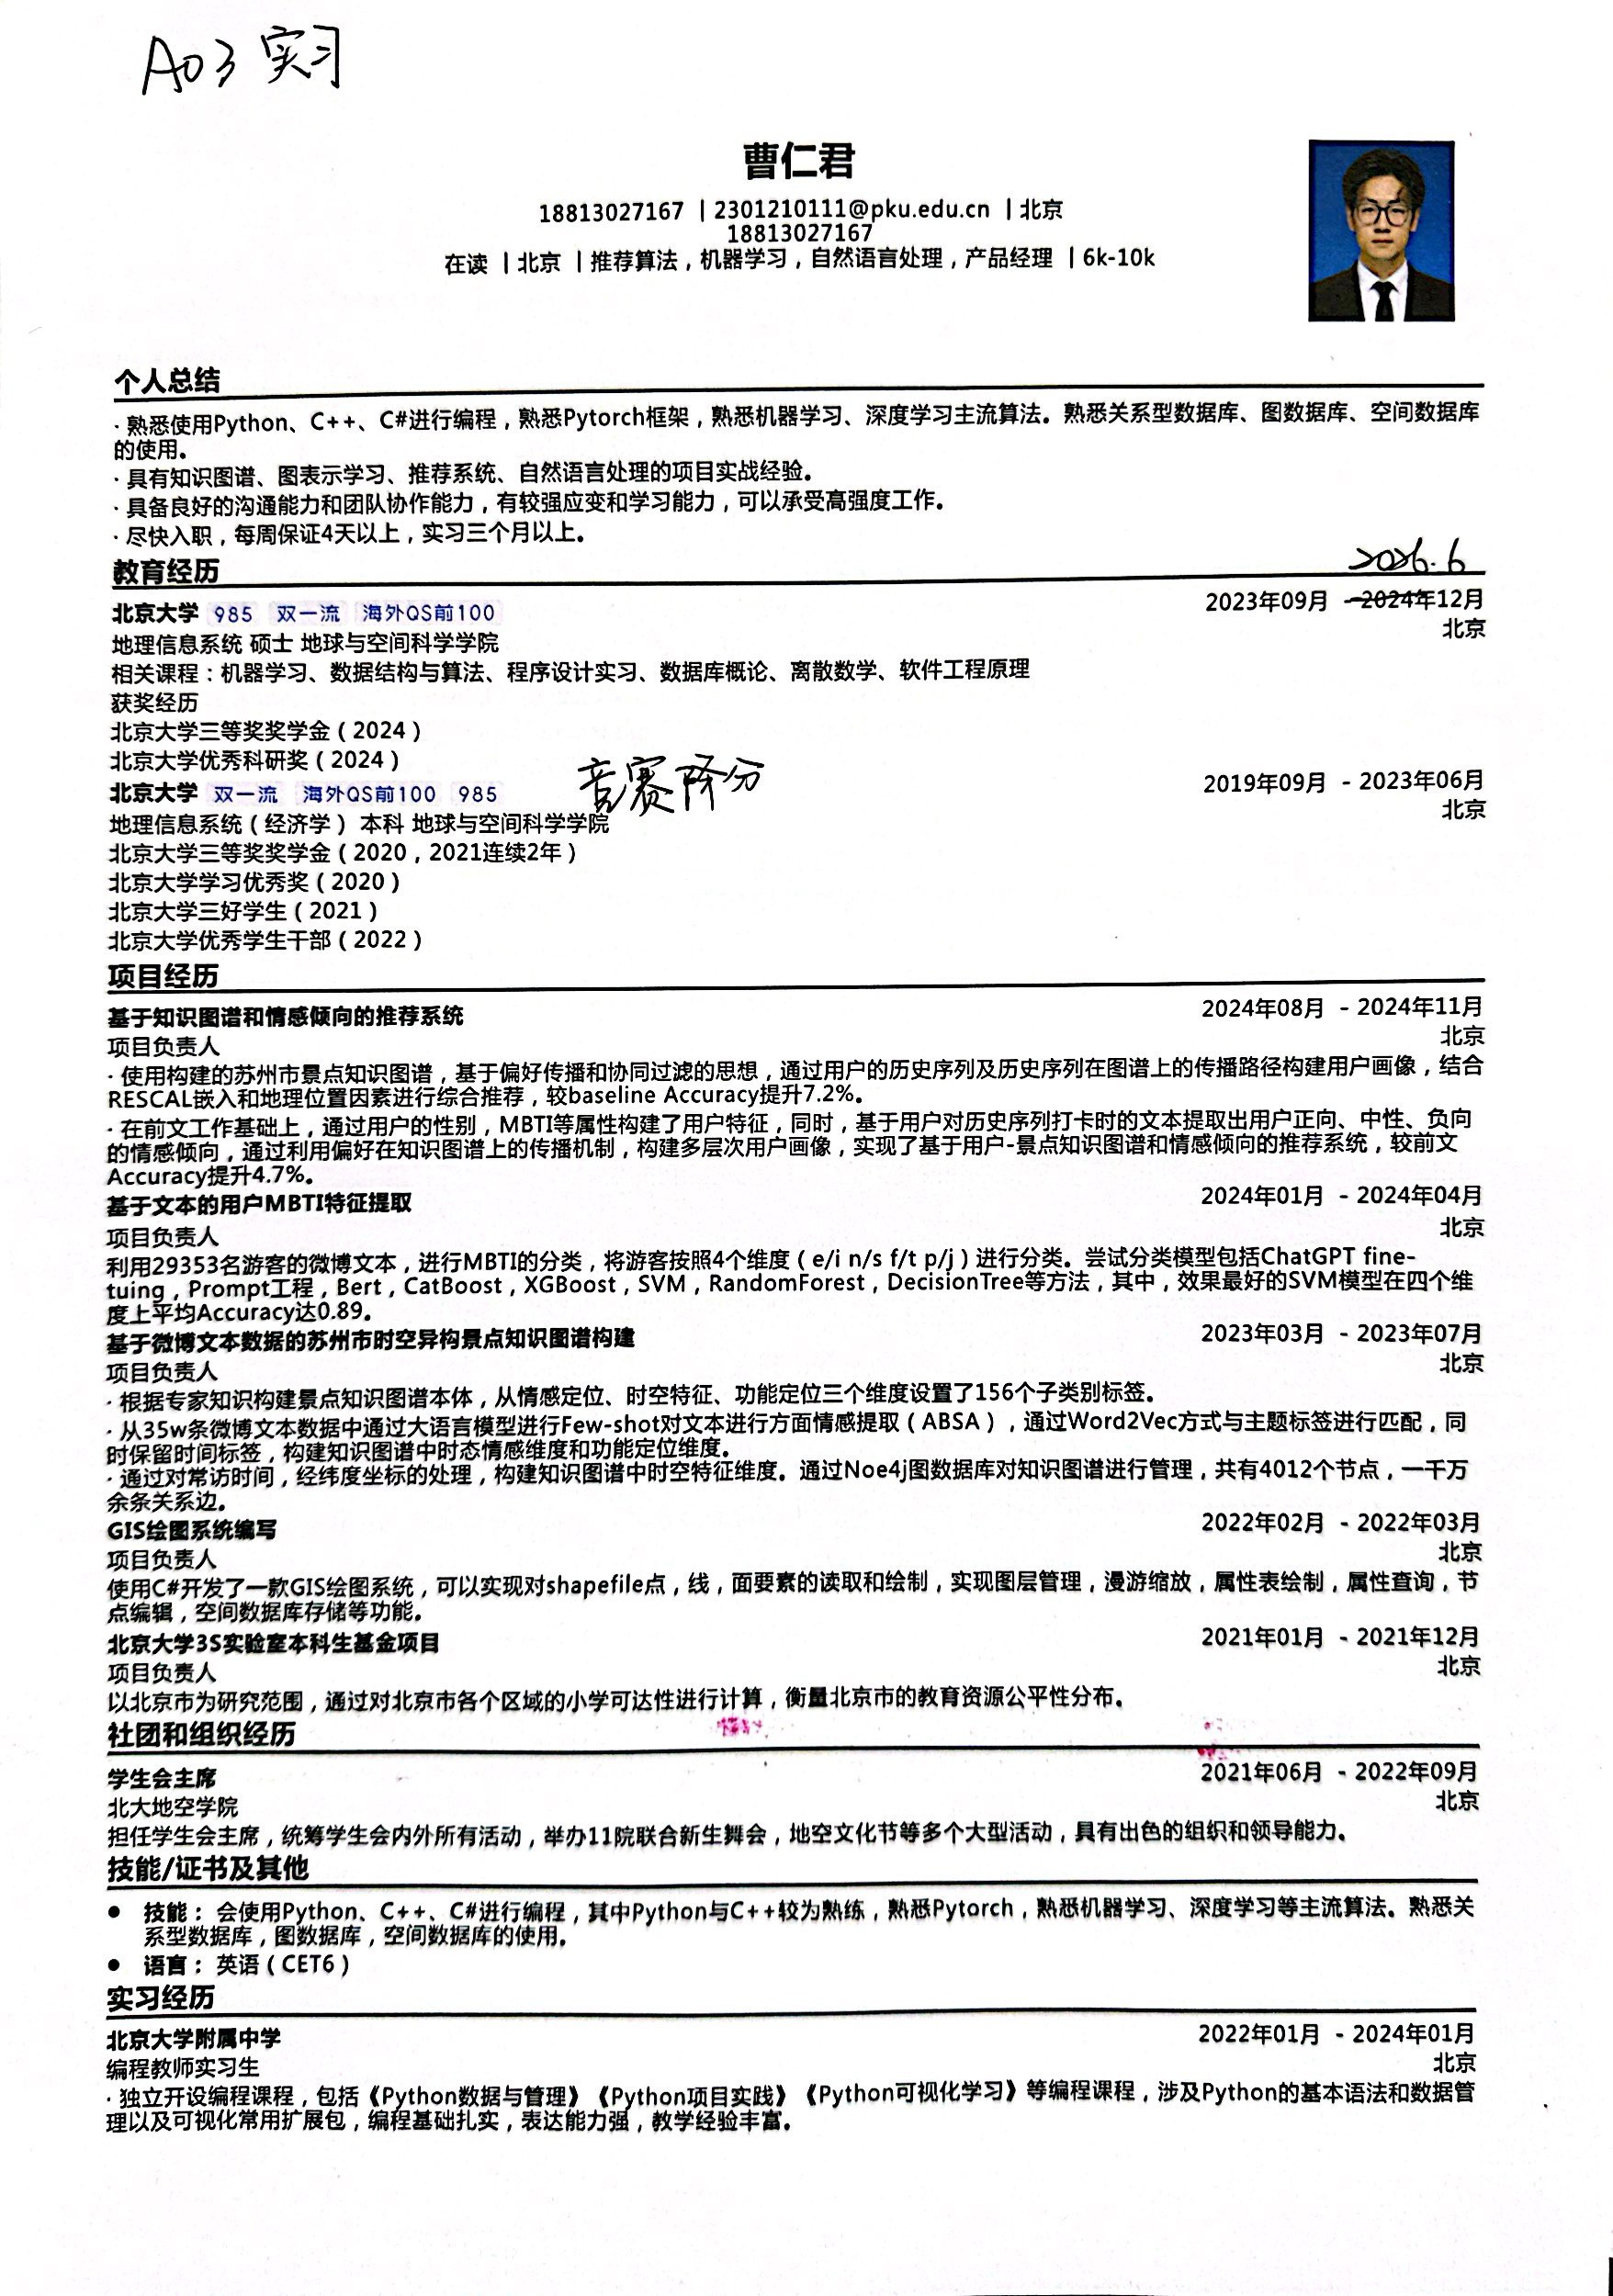 A03 实习
曹仁君
18813027167 | 2301210111@pku.edu.cn | 北京
18813027167
在读 | 北京 | 推荐算法，机器学习，自然语言处理，产品经理 | 6k-10k
个人总结
· 熟悉使用Python、C++、C#进行编程，熟悉Pytorch框架，熟悉机器学习、深度学习主流算法。熟悉关系型数据库、图数据库、空间数据库
的使用。
· 具有知识图谱、图表示学习、推荐系统、自然语言处理的项目实战经验。
· 具备良好的沟通能力和团队协作能力，有较强应变和学习能力，可以承受高强度工作。
· 尽快入职，每周保证4天以上，实习三个月以上。
2026.6
教育经历
北京大学 985 双一流 海外QS前100 2023年09月 - 2024年12月
地理信息系统 硕士 地球与空间科学学院 北京
相关课程：机器学习、数据结构与算法、程序设计实习、数据库概论、离散数学、软件工程原理
获奖经历
北京大学三等奖奖学金（2024）
北京大学优秀科研奖（2024）
竞赛降分
北京大学 双一流 海外QS前100 985 2019年09月 - 2023年06月
地理信息系统（经济学） 本科 地球与空间科学学院 北京
北京大学三等奖奖学金（2020，2021连续2年）
北京大学学习优秀奖（2020）
北京大学三好学生（2021）
北京大学优秀学生干部（2022）
项目经历
基于知识图谱和情感倾向的推荐系统 2024年08月 - 2024年11月
项目负责人 北京
· 使用构建的苏州市景点知识图谱，基于偏好传播和协同过滤的思想，通过用户的历史序列及历史序列在图谱上的传播路径构建用户画像，结合
RESCAL嵌入和地理位置因素进行综合推荐，较baseline Accuracy提升7.2%。
· 在前文工作基础上，通过用户的性别，MBTI等属性构建了用户特征，同时，基于用户对历史序列打卡时的文本提取出用户正向、中性、负向
的情感倾向，通过利用偏好在知识图谱上的传播机制，构建多层次用户画像，实现了基于用户-景点知识图谱和情感倾向的推荐系统，较前文
Accuracy提升4.7%。
基于文本的用户MBTI特征提取 2024年01月 - 2024年04月
项目负责人 北京
利用29353名游客的微博文本，进行MBTI的分类，将游客按照4个维度（e/i n/s f/t p/j）进行分类。尝试分类模型包括ChatGPT fine-
tuing，Prompt工程，Bert，CatBoost，XGBoost，SVM，RandomForest，DecisionTree等方法，其中，效果最好的SVM模型在四个维
度上平均Accuracy达0.89。
基于微博文本数据的苏州市时空异构景点知识图谱构建 2023年03月 - 2023年07月
项目负责人 北京
· 根据专家知识构建景点知识图谱本体，从情感定位、时空特征、功能定位三个维度设置了156个子类别标签。
· 从35w条微博文本数据中通过大语言模型进行Few-shot对文本进行方面情感提取（ABSA），通过Word2Vec方式与主题标签进行匹配，同
时保留时间标签，构建知识图谱中时态情感维度和功能定位维度。
· 通过对常访时间，经纬度坐标的处理，构建知识图谱中时空特征维度。通过Noe4j图数据库对知识图谱进行管理，共有4012个节点，一千万
余条关系边。
GIS绘图系统编写 2022年02月 - 2022年03月
项目负责人 北京
使用C#开发了一款GIS绘图系统，可以实现对shapefile点，线，面要素的读取和绘制，实现图层管理，漫游缩放，属性表绘制，属性查询，节
点编辑，空间数据库存储等功能。
北京大学3S实验室本科生基金项目 2021年01月 - 2021年12月
项目负责人 北京
以北京市为研究范围，通过对北京市各个区域的小学可达性进行计算，衡量北京市的教育资源公平性分布。
社团和组织经历
学生会主席 2021年06月 - 2022年09月
北大地空学院 北京
担任学生会主席，统筹学生会内外所有活动，举办11院联合新生舞会，地空文化节等多个大型活动，具有出色的组织和领导能力。
技能/证书及其他
● 技能： 会使用Python、C++、C#进行编程，其中Python与C++较为熟练，熟悉Pytorch，熟悉机器学习、深度学习等主流算法。熟悉关
系型数据库，图数据库，空间数据库的使用。
● 语言： 英语（CET6）
实习经历
北京大学附属中学 2022年01月 - 2024年01月
编程教师实习生 北京
· 独立开设编程课程，包括《Python数据与管理》《Python项目实践》《Python可视化学习》等编程课程，涉及Python的基本语法和数据管
理以及可视化常用扩展包，编程基础扎实，表达能力强，教学经验丰富。